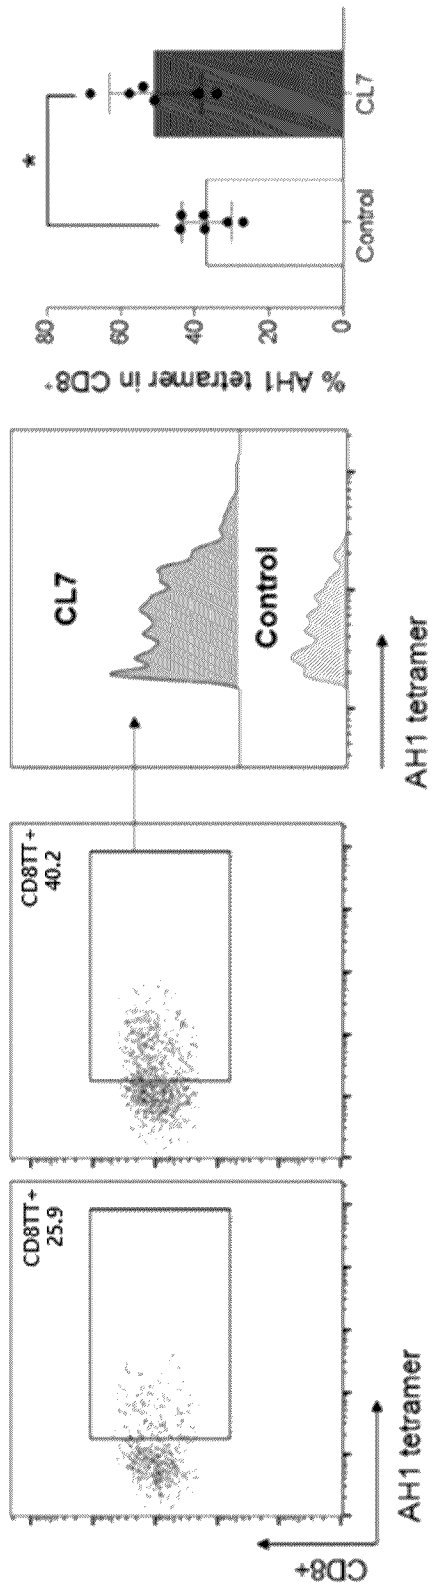 CD8TT+
25.9
CD8+
AH1 tetramer
CD8TT+
40.2
CL7
Control
AH1 tetramer
% AH1 tetramer in CD8⁺
80
60
40
20
0
*
Control
CL7